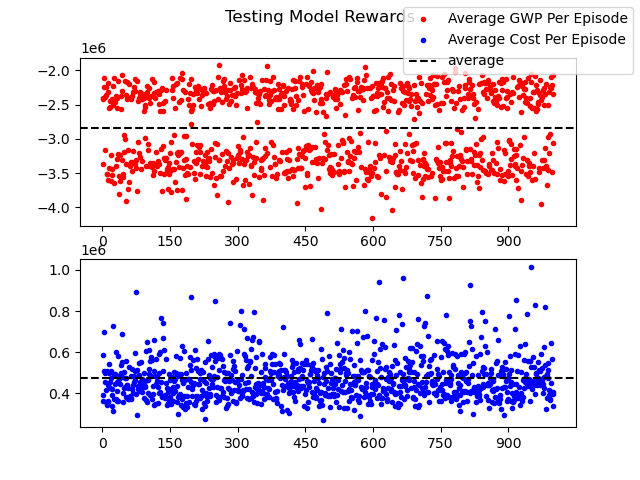 Testing Model Rewards
Average GWP Per Episode
Average Cost Per Episode
average
1e6
−2.0
−2.5
−3.0
−3.5
−4.0
0 150 300 450 600 750 900
1e6
1.0
0.8
0.6
0.4
0 150 300 450 600 750 900